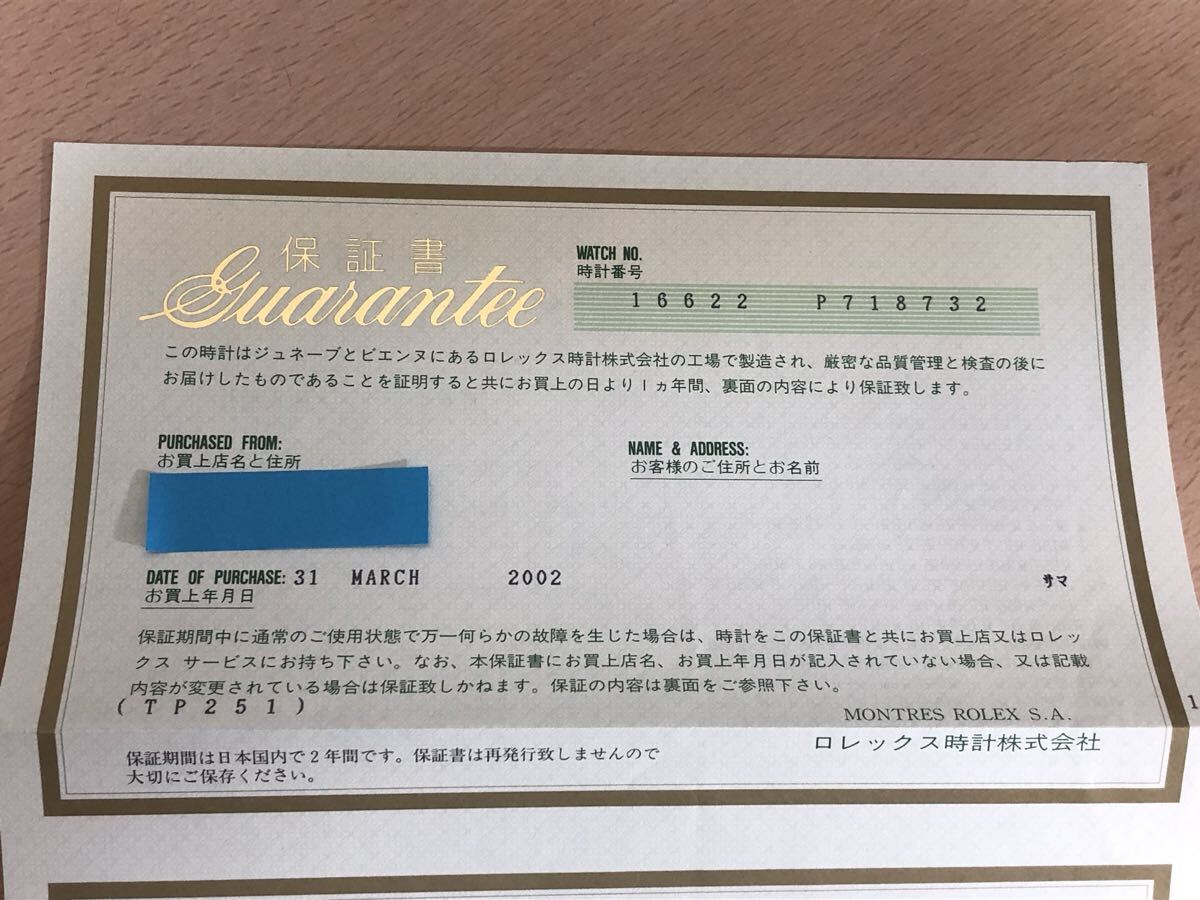 保証書
Guarantee
WATCH NO.
時計番号
16622 P718732
この時計はジュネーブとビエンヌにあるロレックス時計株式会社の工場で製造され、厳密な品質管理と検査の後に
お届けしたものであることを証明すると共にお買上の日より1ヵ年間、裏面の内容により保証致します。
PURCHASED FROM:
お買上店名と住所
NAME & ADDRESS:
お客様のご住所とお名前
DATE OF PURCHASE: 31 MARCH 2002
お買上年月日
サマ
保証期間中に通常のご使用状態で万一何らかの故障を生じた場合は、時計をこの保証書と共にお買上店又はロレッ
クス サービスにお持ち下さい。なお、本保証書にお買上店名、お買上年月日が記入されていない場合、又は記載
内容が変更されている場合は保証致しかねます。保証の内容は裏面をご参照下さい。
(TP251)
MONTRES ROLEX S.A.
ロレックス時計株式会社
1
保証期間は日本国内で2年間です。保証書は再発行致しませんので
大切にご保存ください。